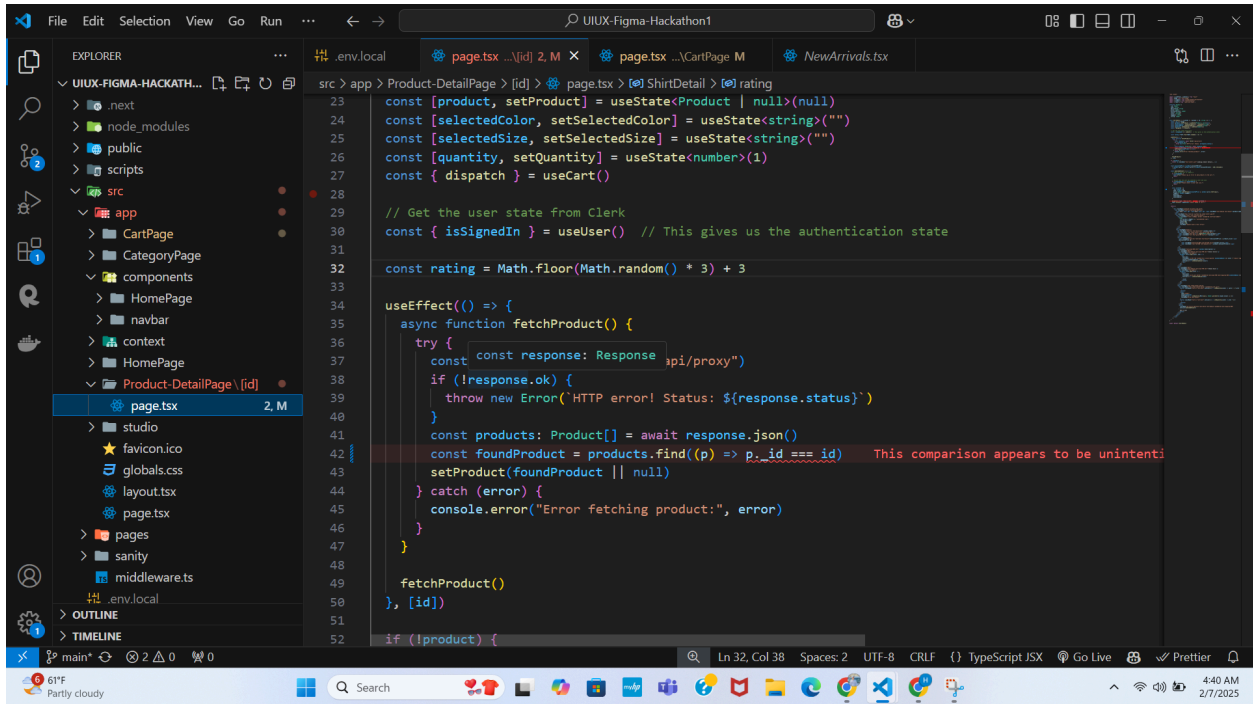 File Edit Selection View Go Run ··· ← → UIUX-Figma-Hackathon1
EXPLORER ···
UIUX-FIGMA-HACKATH...
.next
node_modules
public
scripts
src
app
CartPage
CategoryPage
components
HomePage
navbar
context
HomePage
Product-DetailPage\[id]
page.tsx 2, M
studio
favicon.ico
globals.css
layout.tsx
page.tsx
pages
sanity
middleware.ts
.env.local
OUTLINE
TIMELINE
2
1
1
.env.local page.tsx ...\[id] 2, M × page.tsx ...\CartPage M NewArrivals.tsx ···
src > app > Product-DetailPage > [id] > page.tsx > ShirtDetail > rating
23 const [product, setProduct] = useState<Product | null>(null)
24 const [selectedColor, setSelectedColor] = useState<string>("")
25 const [selectedSize, setSelectedSize] = useState<string>("")
26 const [quantity, setQuantity] = useState<number>(1)
27 const { dispatch } = useCart()
28
29 // Get the user state from Clerk
30 const { isSignedIn } = useUser() // This gives us the authentication state
31
32 const rating = Math.floor(Math.random() * 3) + 3
33
34 useEffect(() => {
35 async function fetchProduct() {
36 try {
const response: Response
37 const api/proxy")
38 if (!response.ok) {
39 throw new Error(`HTTP error! Status: ${response.status}`)
40 }
41 const products: Product[] = await response.json()
42 const foundProduct = products.find((p) => p._id === id) This comparison appears to be unintenti
43 setProduct(foundProduct || null)
44 } catch (error) {
45 console.error("Error fetching product:", error)
46 }
47 }
48
49 fetchProduct()
50 }, [id])
51
52 if (!product) {
main* 2 0 0 Ln 32, Col 38 Spaces: 2 UTF-8 CRLF {} TypeScript JSX Go Live Prettier
6 61°F
Partly cloudy
Search
4:40 AM
2/7/2025